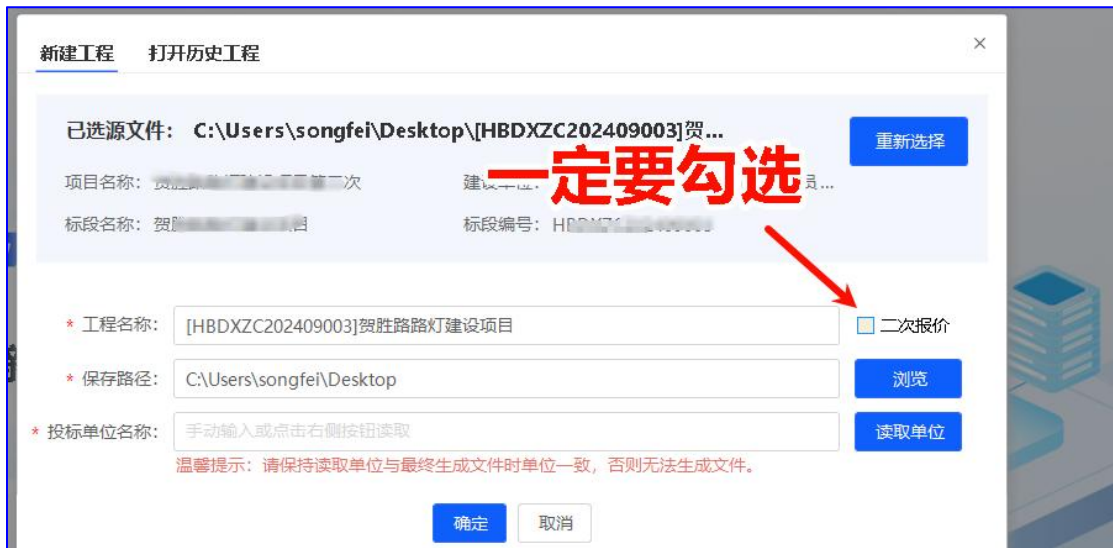 新建工程 打开历史工程
已选源文件： C:\Users\songfei\Desktop\[HBDXZC202409003]贺...
重新选择
一定要勾选
项目名称： 次 建设单位： 员...
标段名称：贺 目 标段编号：
* 工程名称： [HBDXZC202409003]贺胜路路灯建设项目 二次报价
* 保存路径： C:\Users\songfei\Desktop 浏览
* 投标单位名称： 手动输入或点击右侧按钮读取 读取单位
温馨提示：请保持读取单位与最终生成文件时单位一致，否则无法生成文件。
确定 取消